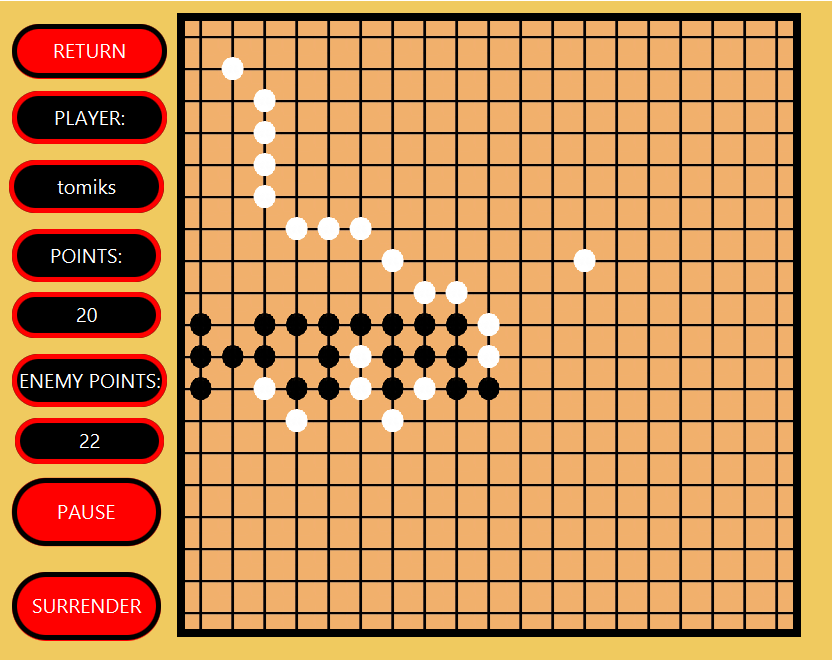 RETURN
PLAYER:
tomiks
POINTS:
20
ENEMY POINTS:
22
PAUSE
SURRENDER